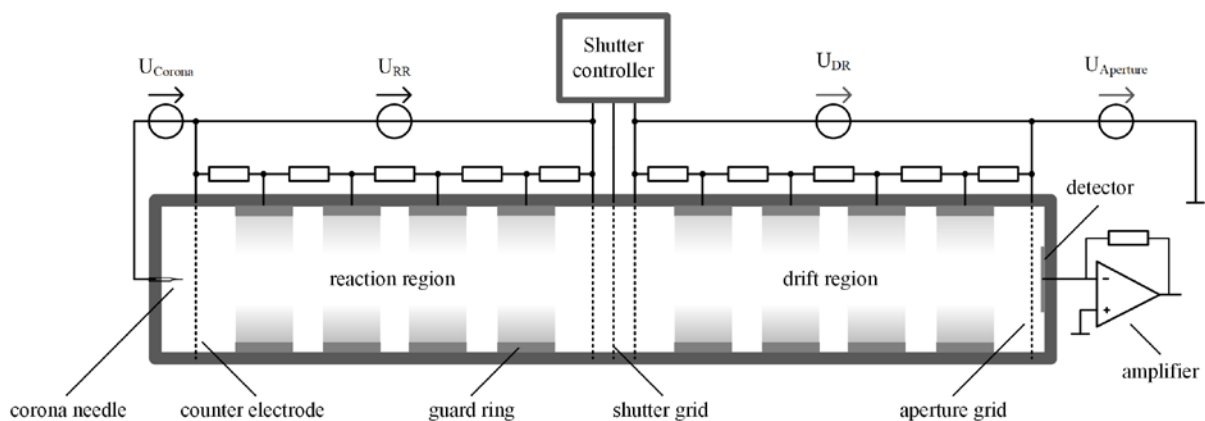 Shutter
controller
U_Corona
U_RR
U_DR
U_Aperture
detector
reaction region
drift region
-
+
amplifier
corona needle
counter electrode
guard ring
shutter grid
aperture grid